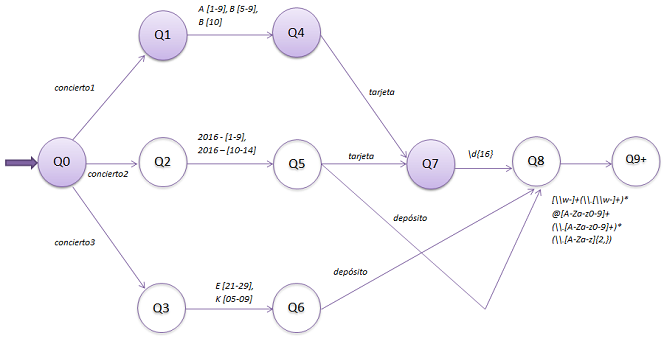 A [1-9], B [5-9],
B [10]
Q1
Q4
concierto1
tarjeta
2016 - [1-9],
2016 – [10-14]
Q0
concierto2
Q2
Q5
tarjeta
Q7
\d{16}
Q8
Q9+
[\\w-]+(\\.[\\w-]+)*
@[A-Za-z0-9]+
(\\.[A-Za-z0-9]+)*
(\\.[A-Za-z]{2,})
depósito
concierto3
depósito
E [21-29],
K [05-09]
Q3
Q6